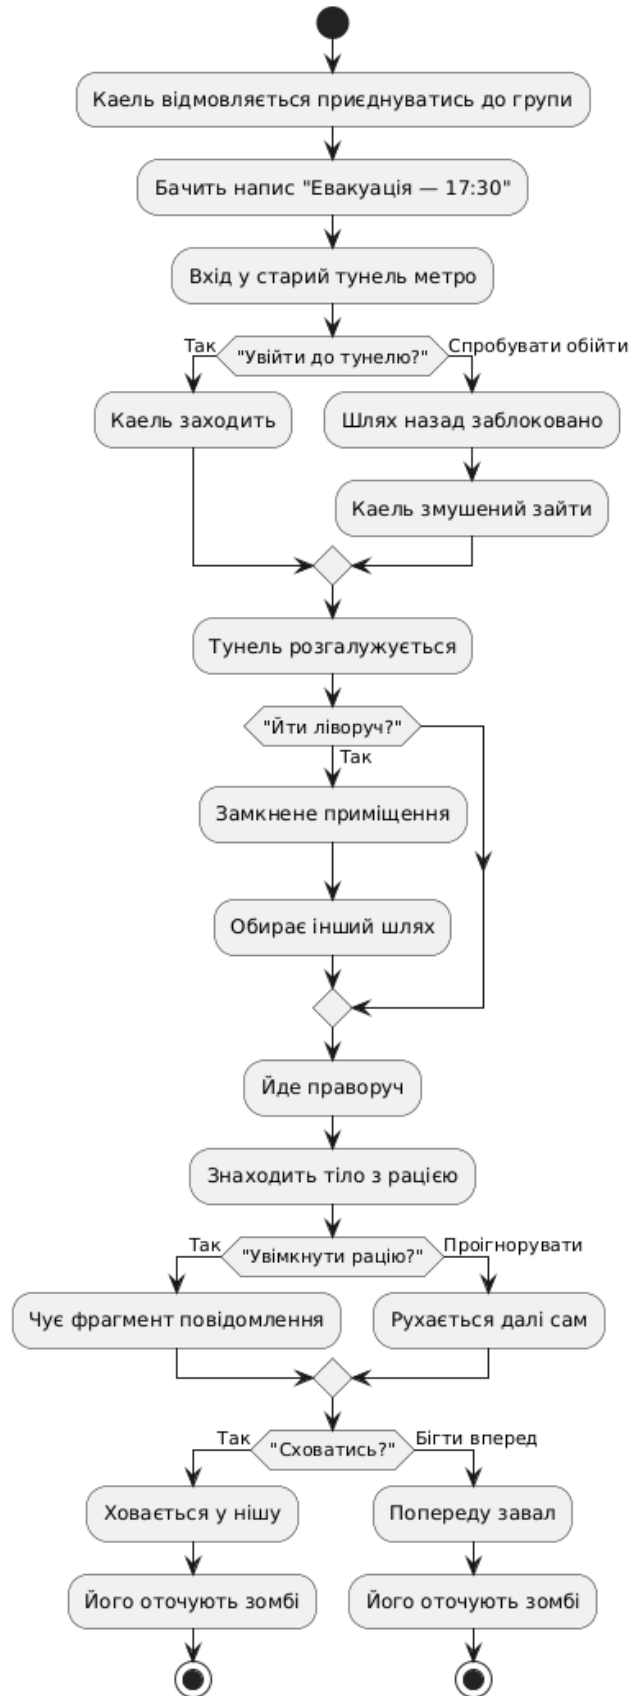 Каель відмовляється приєднуватись до групи
Бачить напис "Евакуація — 17:30"
Вхід у старий тунель метро
Так
"Увійти до тунелю?"
Спробувати обійти
Каель заходить
Шлях назад заблоковано
Каель змушений зайти
Тунель розгалужується
"Йти ліворуч?"
Так
Замкнене приміщення
Обирає інший шлях
Йде праворуч
Знаходить тіло з рацією
Так
"Увімкнути рацію?"
Проігнорувати
Чує фрагмент повідомлення
Рухається далі сам
Так
"Сховатись?"
Бігти вперед
Ховається у нішу
Попереду завал
Його оточують зомбі
Його оточують зомбі